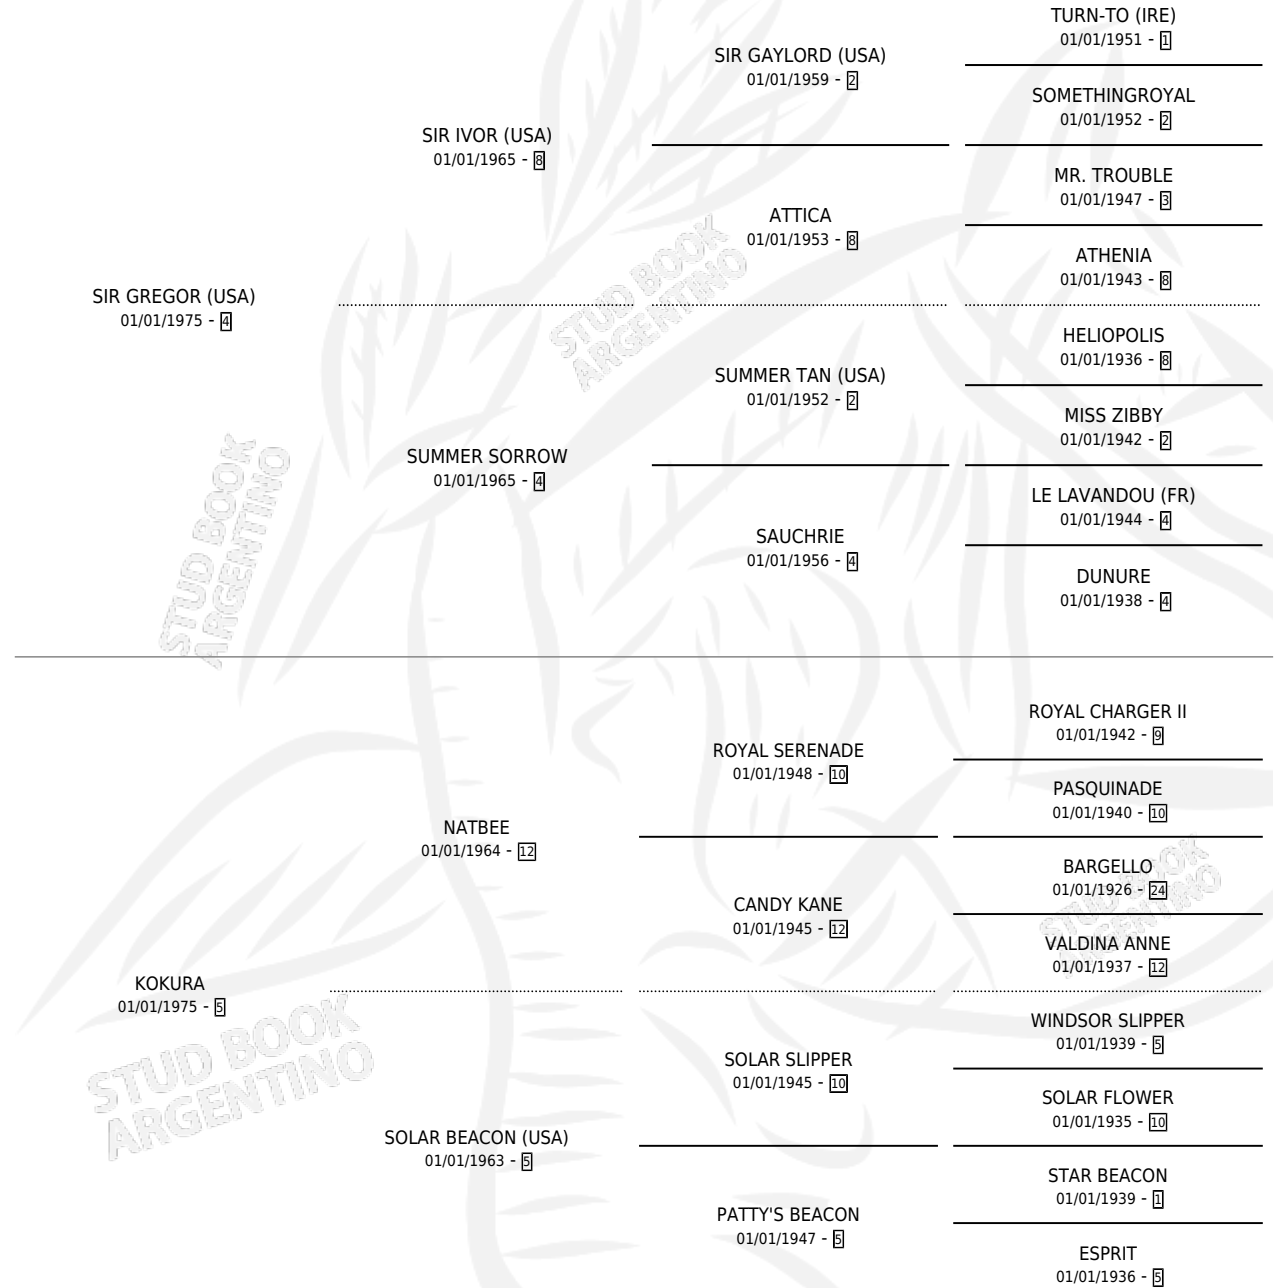 TURN-TO (IRE)
01/01/1951 - 1
SIR GAYLORD (USA)
01/01/1959 - 2
SOMETHINGROYAL
01/01/1952 - 2
SIR IVOR (USA)
01/01/1965 - 8
MR. TROUBLE
01/01/1947 - 3
ATTICA
01/01/1953 - 8
ATHENIA
01/01/1943 - 8
SIR GREGOR (USA)
01/01/1975 - 4
HELIOPOLIS
01/01/1936 - 8
SUMMER TAN (USA)
01/01/1952 - 2
MISS ZIBBY
01/01/1942 - 2
SUMMER SORROW
01/01/1965 - 4
LE LAVANDOU (FR)
01/01/1944 - 4
SAUCHRIE
01/01/1956 - 4
DUNURE
01/01/1938 - 4
STUD BOOK
ARGENTINO
STUD BOOK
ARGENTINO
ROYAL CHARGER II
01/01/1942 - 9
ROYAL SERENADE
01/01/1948 - 10
PASQUINADE
01/01/1940 - 10
NATBEE
01/01/1964 - 12
BARGELLO
01/01/1926 - 24
CANDY KANE
01/01/1945 - 12
VALDINA ANNE
01/01/1937 - 12
STUD BOOK
ARGENTINO
KOKURA
01/01/1975 - 5
WINDSOR SLIPPER
01/01/1939 - 5
SOLAR SLIPPER
01/01/1945 - 10
SOLAR FLOWER
01/01/1935 - 10
STUD BOOK
ARGENTINO
SOLAR BEACON (USA)
01/01/1963 - 5
STAR BEACON
01/01/1939 - 1
PATTY'S BEACON
01/01/1947 - 5
ESPRIT
01/01/1936 - 5